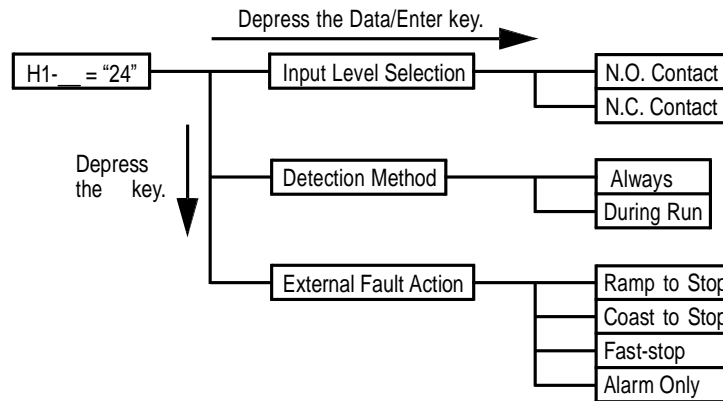 Depress the Data/Enter key.
H1-__ = “24”
Input Level Selection
N.O. Contact
N.C. Contact
Depress
the key.
Detection Method
Always
During Run
External Fault Action
Ramp to Stop
Coast to Stop
Fast-stop
Alarm Only